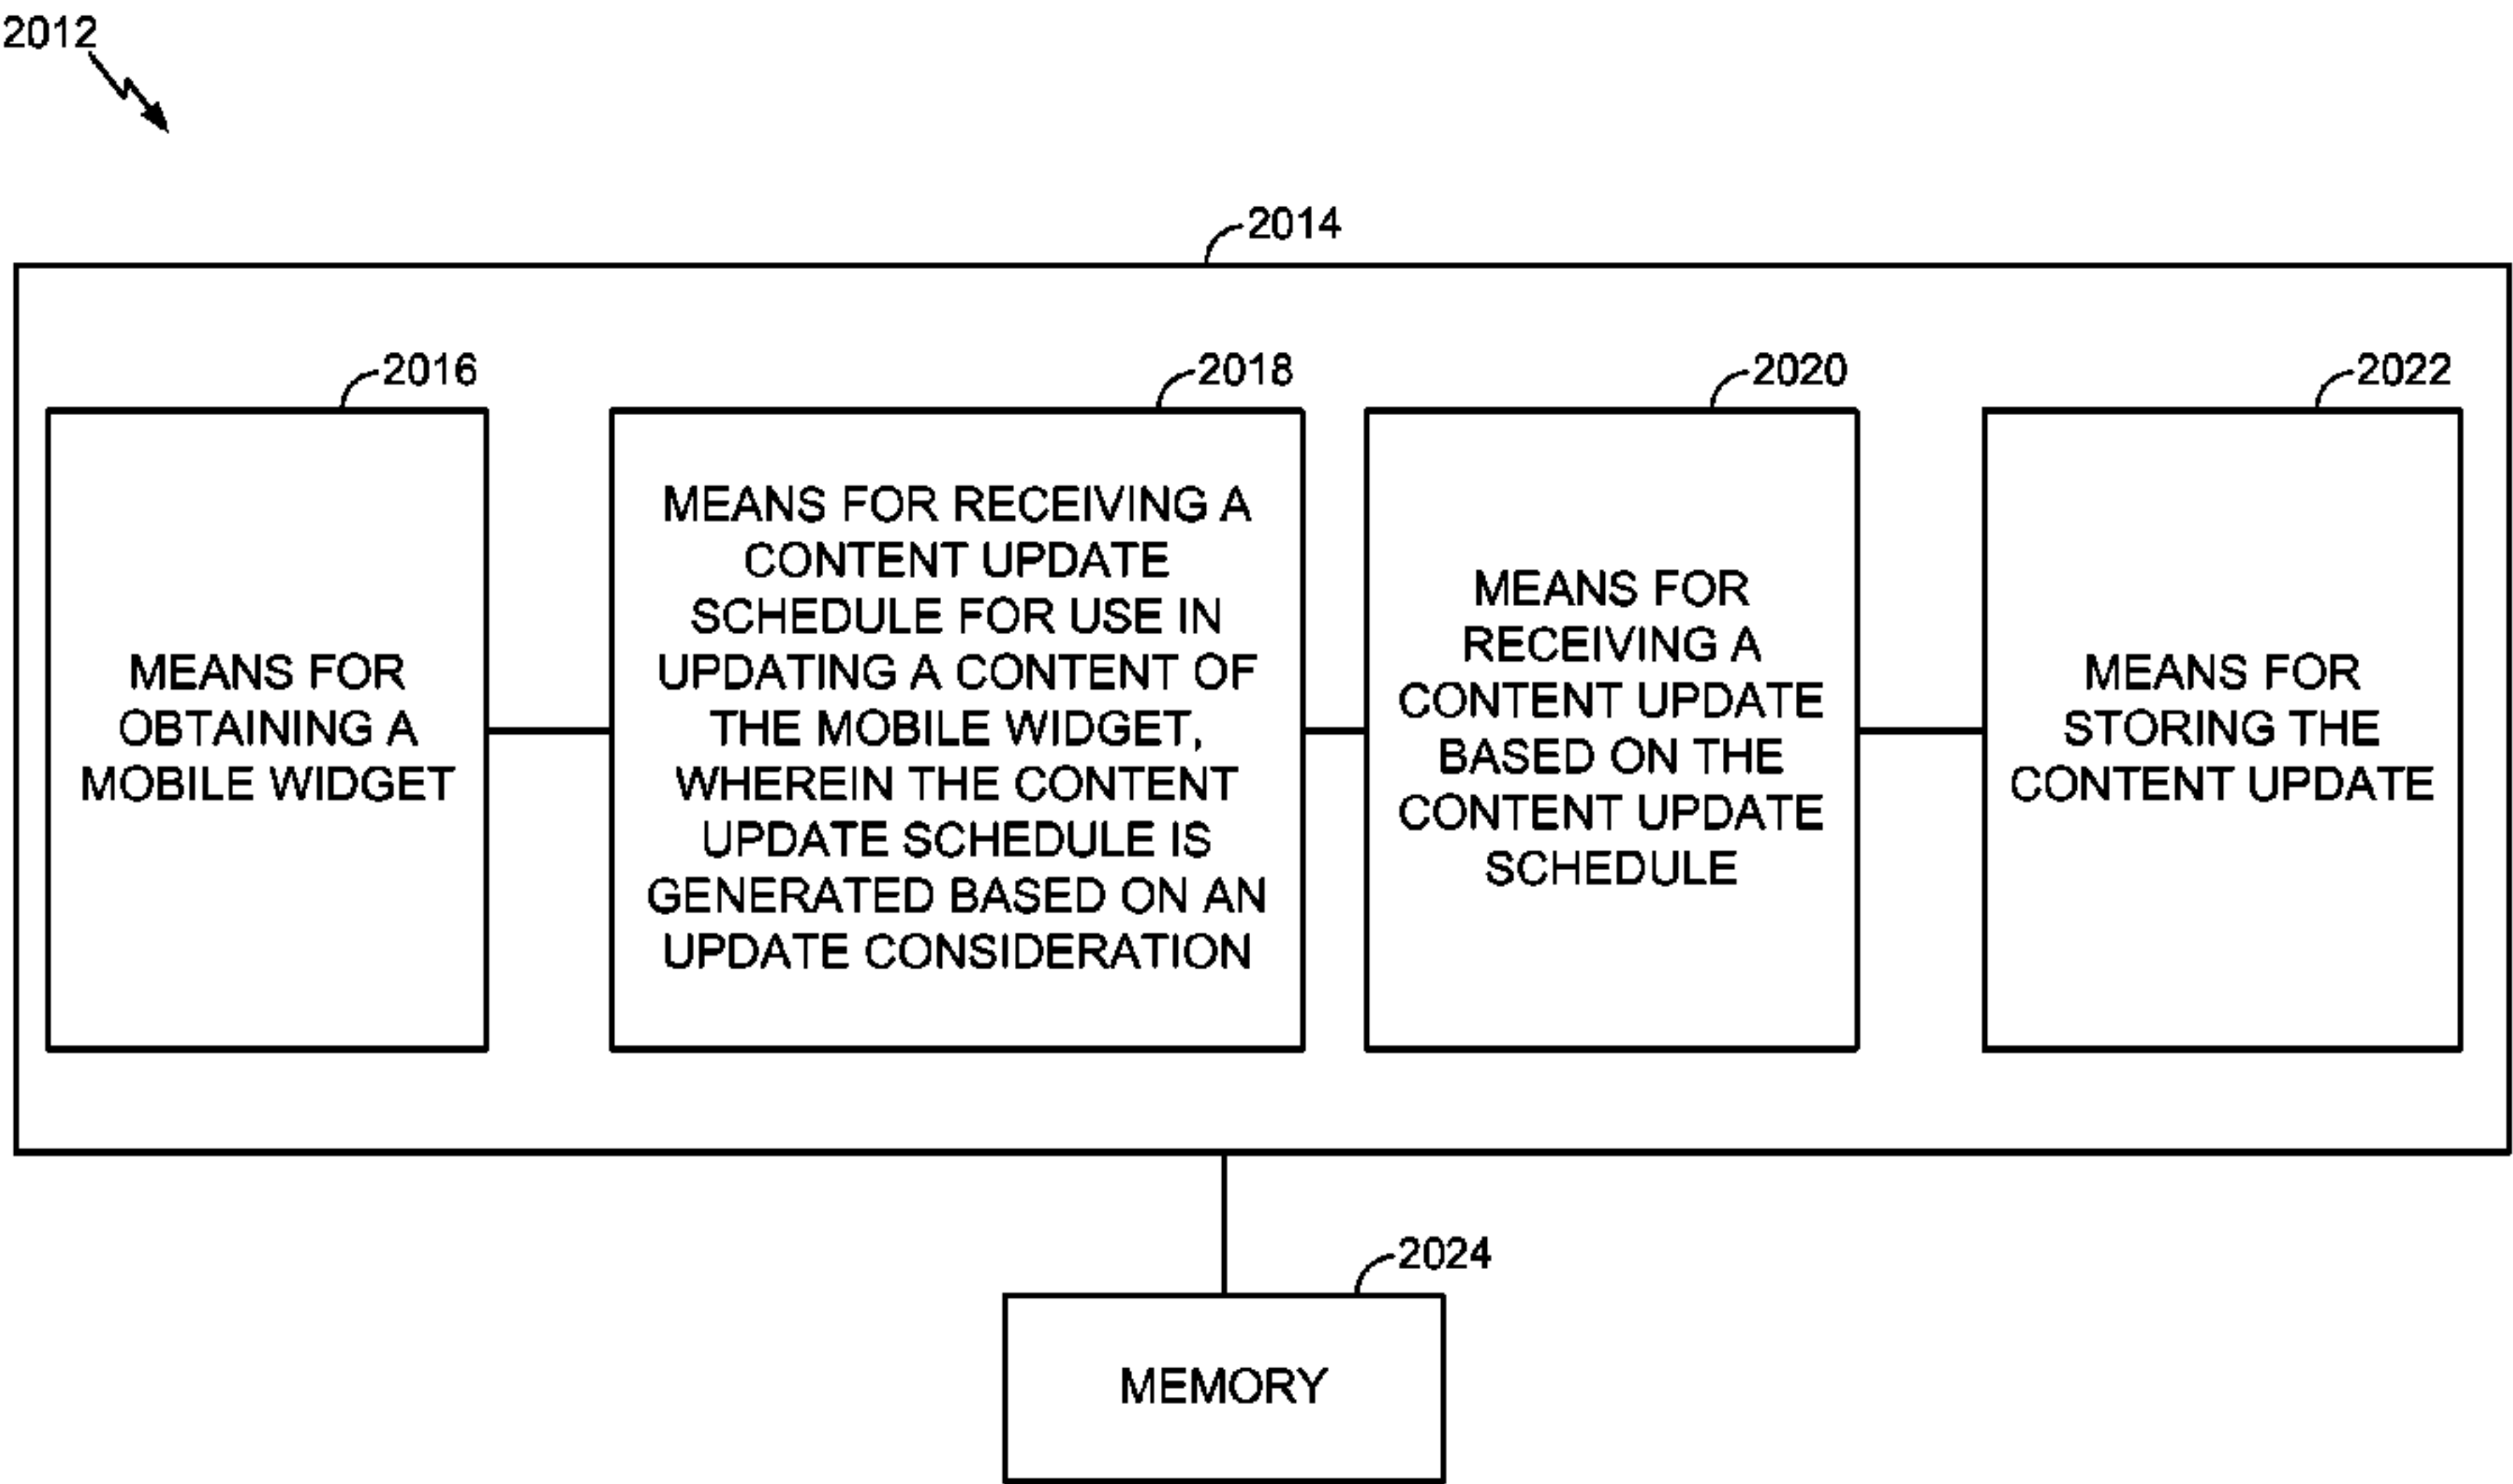 2012
2014
2016
MEANS FOR
OBTAINING A
MOBILE WIDGET
2018
MEANS FOR RECEIVING A
CONTENT UPDATE
SCHEDULE FOR USE IN
UPDATING A CONTENT OF
THE MOBILE WIDGET,
WHEREIN THE CONTENT
UPDATE SCHEDULE IS
GENERATED BASED ON AN
UPDATE CONSIDERATION
2020
MEANS FOR
RECEIVING A
CONTENT UPDATE
BASED ON THE
CONTENT UPDATE
SCHEDULE
2022
MEANS FOR
STORING THE
CONTENT UPDATE
2024
MEMORY